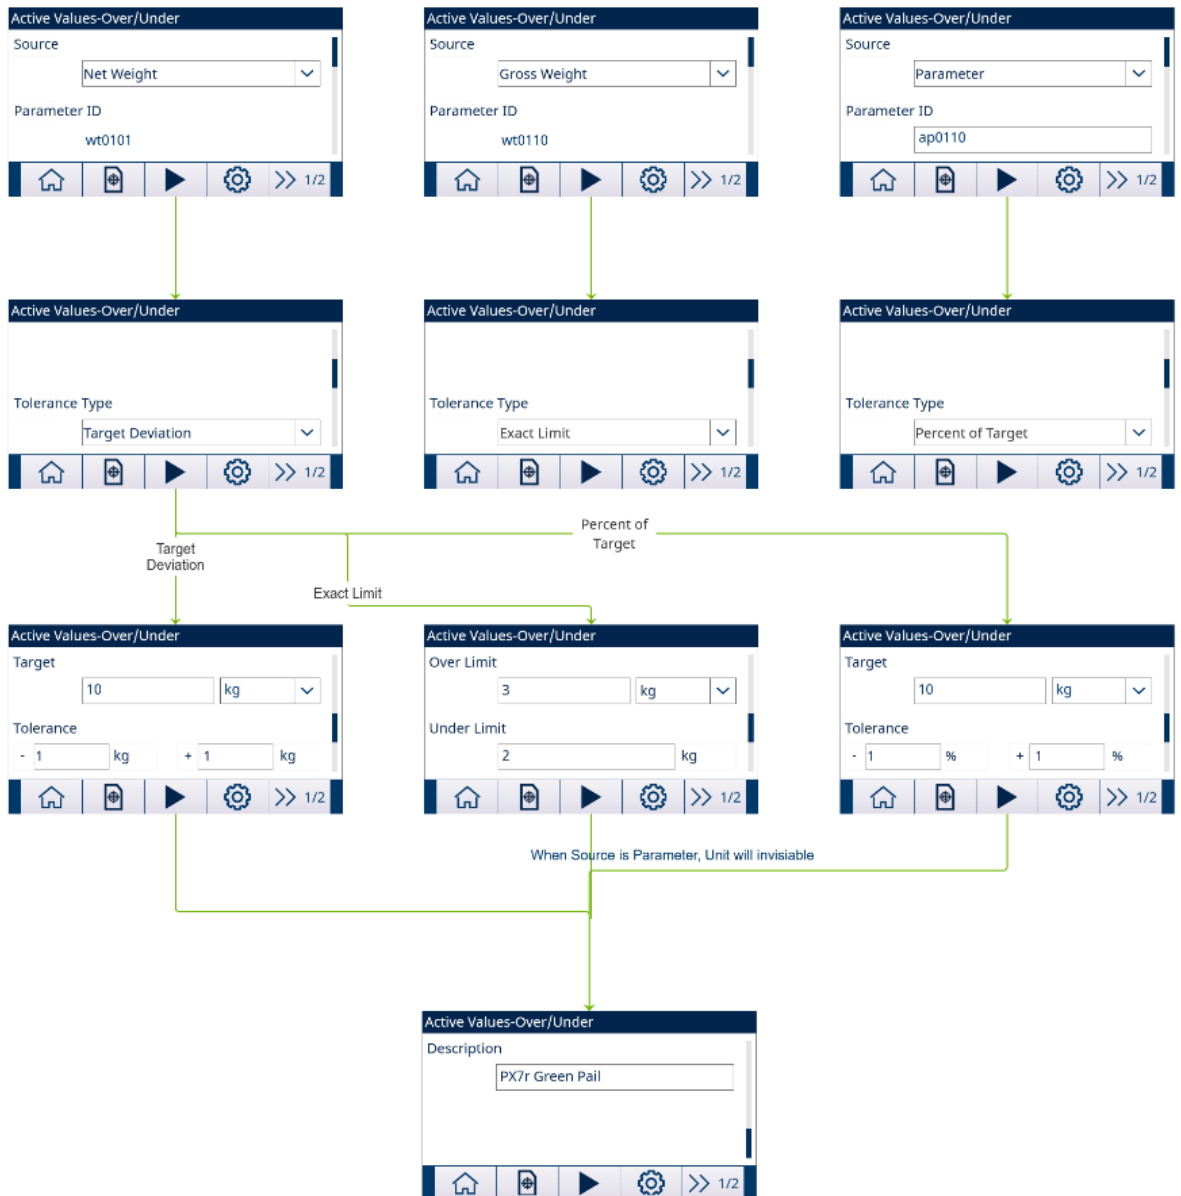 Active Values-Over/Under
Source
Net Weight
Parameter ID
wt0101
1/2
Active Values-Over/Under
Source
Gross Weight
Parameter ID
wt0110
1/2
Active Values-Over/Under
Source
Parameter
Parameter ID
ap0110
1/2
Active Values-Over/Under
Tolerance Type
Target Deviation
1/2
Active Values-Over/Under
Tolerance Type
Exact Limit
1/2
Active Values-Over/Under
Tolerance Type
Percent of Target
1/2
Target
Deviation
Exact Limit
Percent of
Target
Active Values-Over/Under
Target
10 kg
Tolerance
- 1 kg + 1 kg
1/2
Active Values-Over/Under
Over Limit
3 kg
Under Limit
2 kg
1/2
Active Values-Over/Under
Target
10 kg
Tolerance
- 1 % + 1 %
1/2
When Source is Parameter, Unit will invisiable
Active Values-Over/Under
Description
PX7r Green Pail
1/2